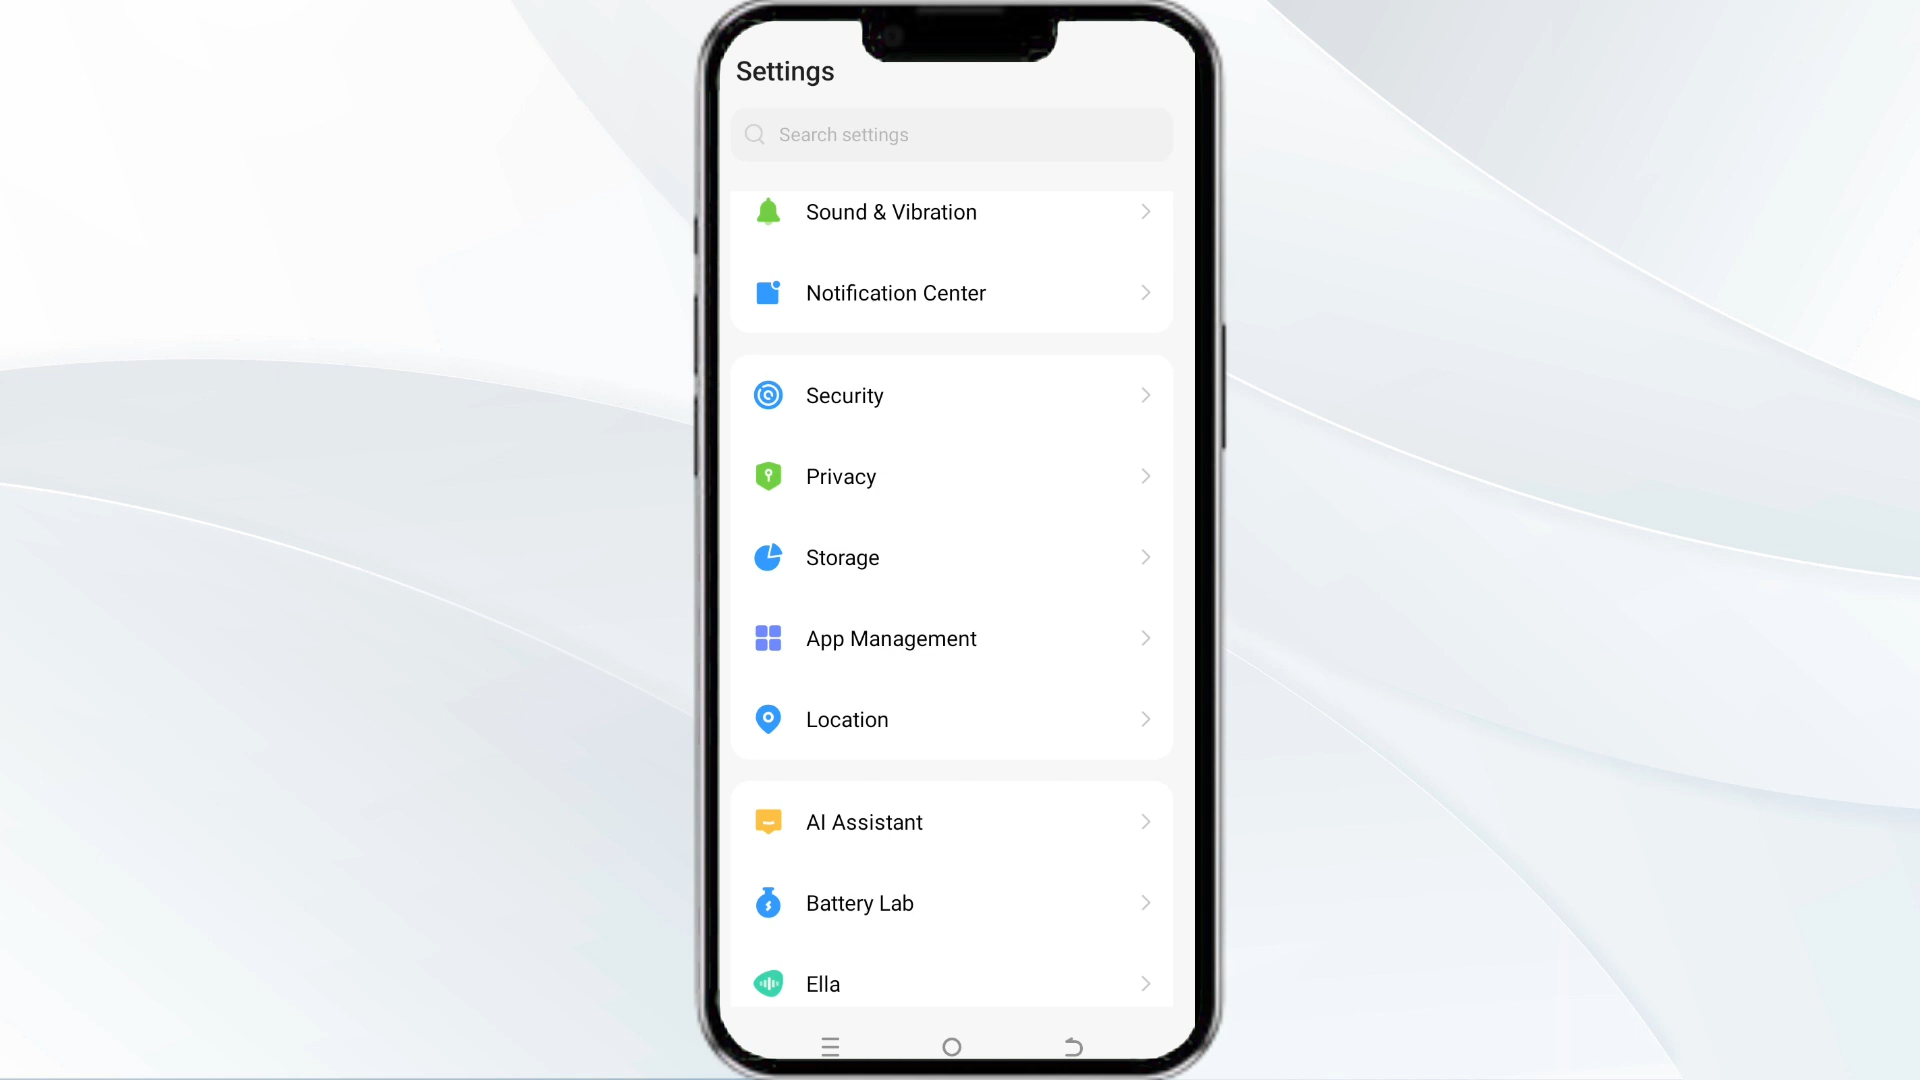 Settings
Search settings
Sound & Vibration
Notification Center
Security
Privacy
Storage
App Management
Location
AI Assistant
Battery Lab
Ella